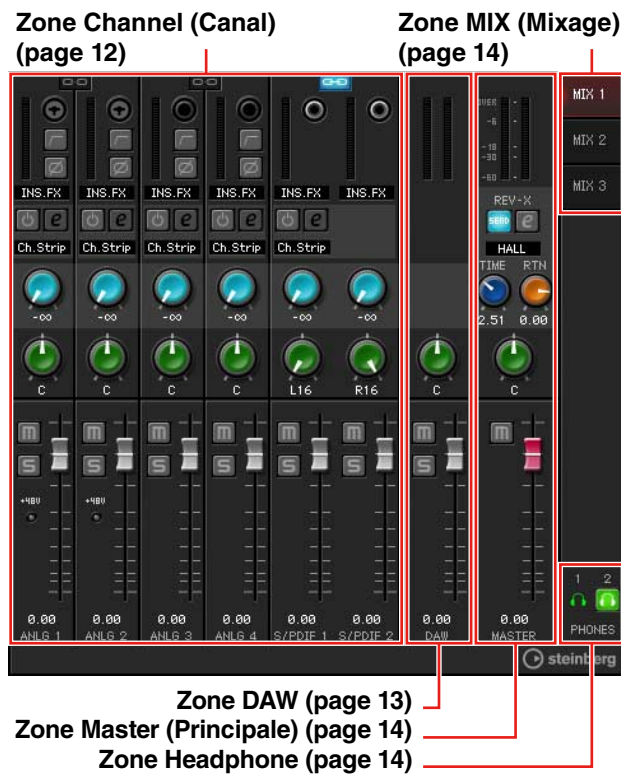 Zone Channel (Canal)
(page 12)
Zone MIX (Mixage)
(page 14)
MIX 1
MIX 2
MIX 3
OVER
-6
-18
-30
-60
INS.FX INS.FX INS.FX INS.FX INS.FX INS.FX
REV-X
e e e e e
SEND e
Ch.Strip Ch.Strip Ch.Strip Ch.Strip Ch.Strip
HALL
TIME RTN
-∞ -∞ -∞ -∞ -∞ -∞
2.51 0.00
C C C C L16 R16 C C
m m m m m m m m
S S S S S S S
+48V +48V
1 2
0.00 0.00 0.00 0.00 0.00 0.00 0.00 0.00
ANLG 1 ANLG 2 ANLG 3 ANLG 4 S/PDIF 1 S/PDIF 2 DAW MASTER
PHONES
steinberg
Zone DAW (page 13)
Zone Master (Principale) (page 14)
Zone Headphone (page 14)